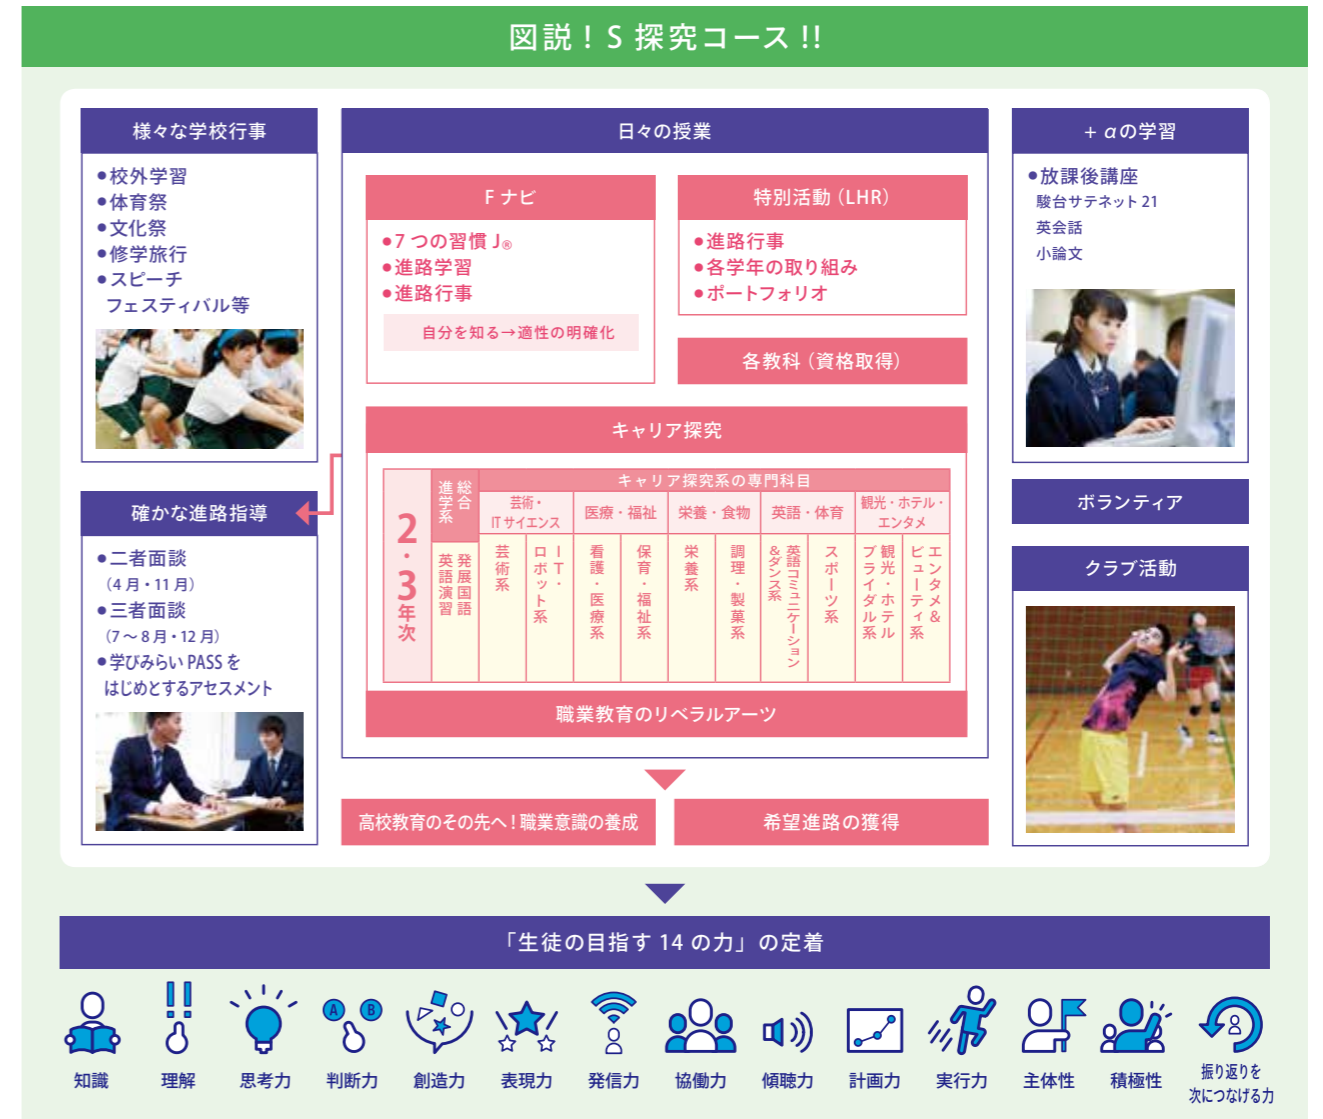 図説！S 探究コース !!
様々な学校行事
●校外学習
●体育祭
●文化祭
●修学旅行
●スピーチ
フェスティバル等
確かな進路指導
●二者面談
（4 月・11 月）
●三者面談
（7 ～ 8 月・12 月）
●学びみらい PASS を
はじめとするアセスメント
日々の授業
F ナビ
●7 つの習慣 J®
●進路学習
●進路行事
自分を知る→適性の明確化
特別活動（LHR）
●進路行事
●各学年の取り組み
●ポートフォリオ
各教科（資格取得）
キャリア探究
2・3年次
総合
進学系
発展国語
英語演習
キャリア探究系の専門科目
芸術・
IT サイエンス
医療・福祉
栄養・食物
英語・体育
観光・ホテル・
エンタメ
芸術系
IT・
ロボット系
看護・医療系
保育・福祉系
栄養系
調理・製菓系
英語コミュニケーション
＆ダンス系
スポーツ系
観光・ホテル
ブライダル系
エンタメ＆
ビューティ系
職業教育のリベラルアーツ
高校教育のその先へ！職業意識の養成
希望進路の獲得
+ αの学習
●放課後講座
駿台サテネット 21
英会話
小論文
ボランティア
クラブ活動
「生徒の目指す 14 の力」の定着
A B
知識
理解
思考力
判断力
創造力
表現力
発信力
協働力
傾聴力
計画力
実行力
主体性
積極性
振り返りを
次につなげる力